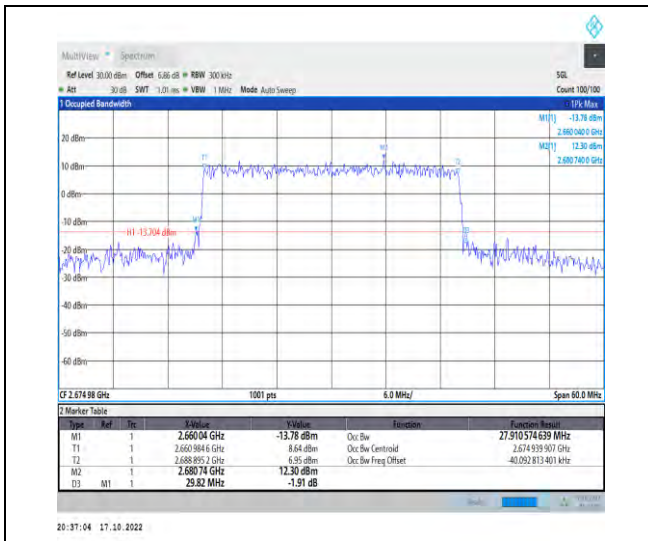 MultiView Spectrum
Ref Level 30.00 dBm Offset 6.86 dB RBW 300 kHz SGL
Att 30 dB SWT 1.01 ms VBW 1 MHz Mode Auto Sweep Count 100/100
1 Occupied Bandwidth 1Pk Max
M1[1] -13.78 dBm
2.660 040 0 GHz
M2[1] 12.30 dBm
2.680 740 0 GHz
20 dBm
T1 M2 T2
10 dBm
0 dBm
-10 dBm
M1 D3
H1 -13.704 dBm
-20 dBm
-30 dBm
-40 dBm
-50 dBm
-60 dBm
CF 2.674 98 GHz 1001 pts 6.0 MHz/ Span 60.0 MHz
2 Marker Table
Type Ref Trc X-Value Y-Value Function Function Result
M1 1 2.66004 GHz -13.78 dBm Occ Bw 27.910 574 639 MHz
T1 1 2.660 984 6 GHz 8.64 dBm Occ Bw Centroid 2.674 939 907 GHz
T2 1 2.688 895 2 GHz 6.95 dBm Occ Bw Freq Offset -40.092 813 401 kHz
M2 1 2.68074 GHz 12.30 dBm
D3 M1 1 29.82 MHz -1.91 dB
Ready
20:37:04 17.10.2022